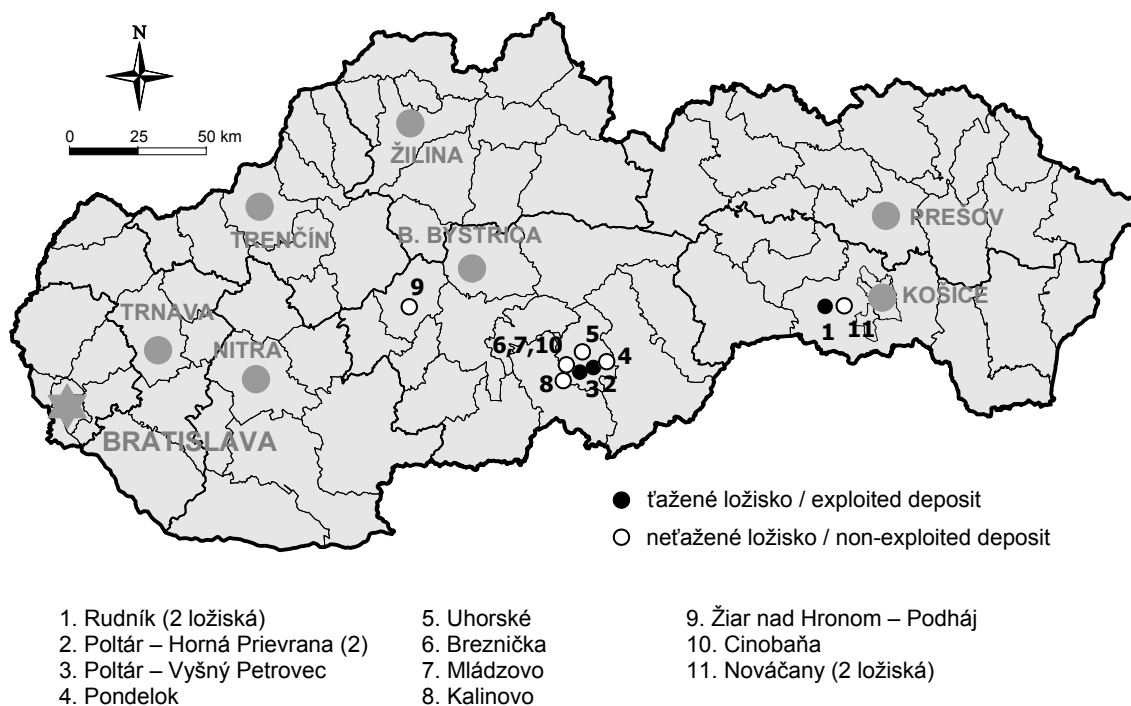 N
0 25 50 km
ŽILINA
PREŠOV
TRENČÍN
B. BYSTRICA
9
KOŠICE
TRNAVA
1 11
NITRA
5
6,7,10 4
8 3 2
BRATISLAVA
ťažené ložisko / exploited deposit
neťažené ložisko / non-exploited deposit
1. Rudník (2 ložiská)
2. Poltár – Horná Prievrana (2)
3. Poltár – Vyšný Petrovec
4. Pondelok
5. Uhorské
6. Breznička
7. Mládzovo
8. Kalinovo
9. Žiar nad Hronom – Podháj
10. Cinobaňa
11. Nováčany (2 ložiská)